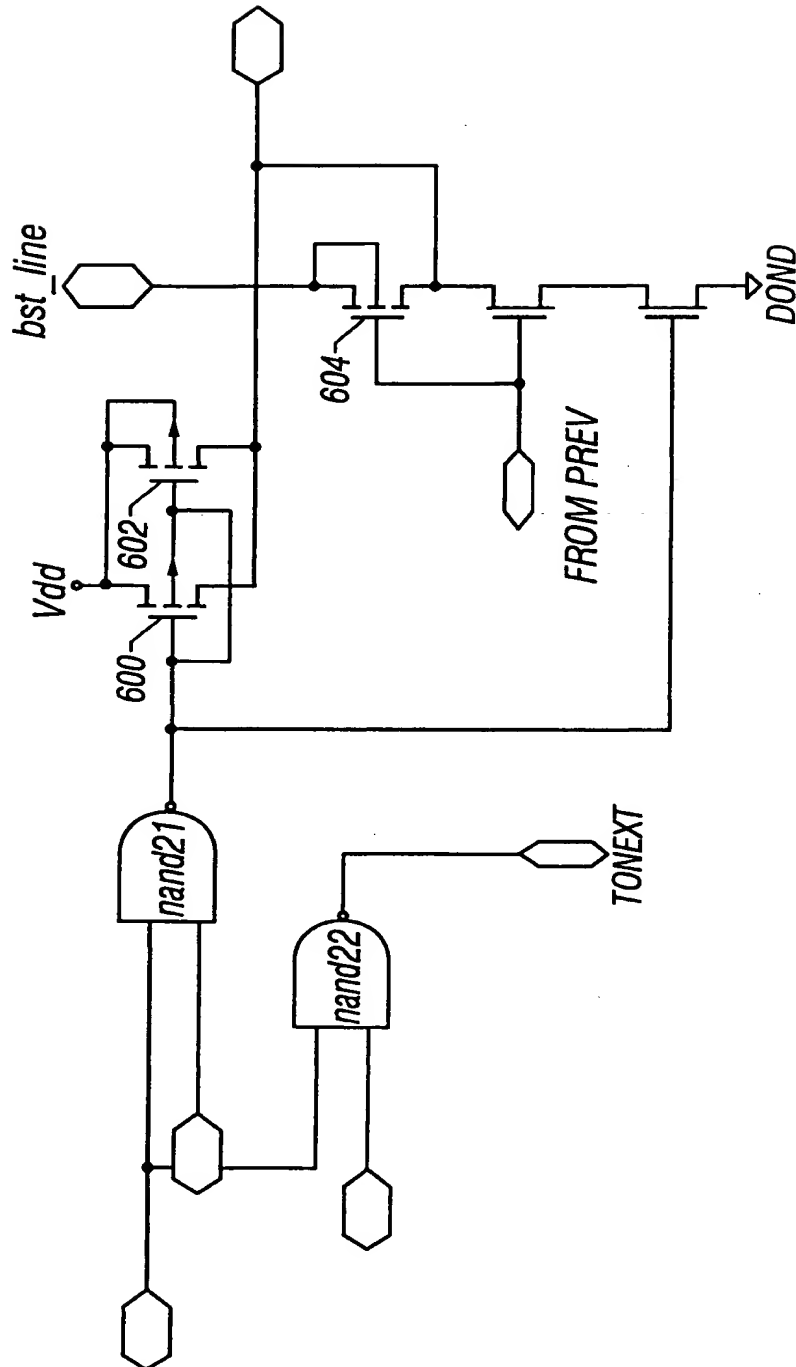 bst_line
Vdd
602
600
604
FROM PREV
DOND
nand21
nand22
TONEXT